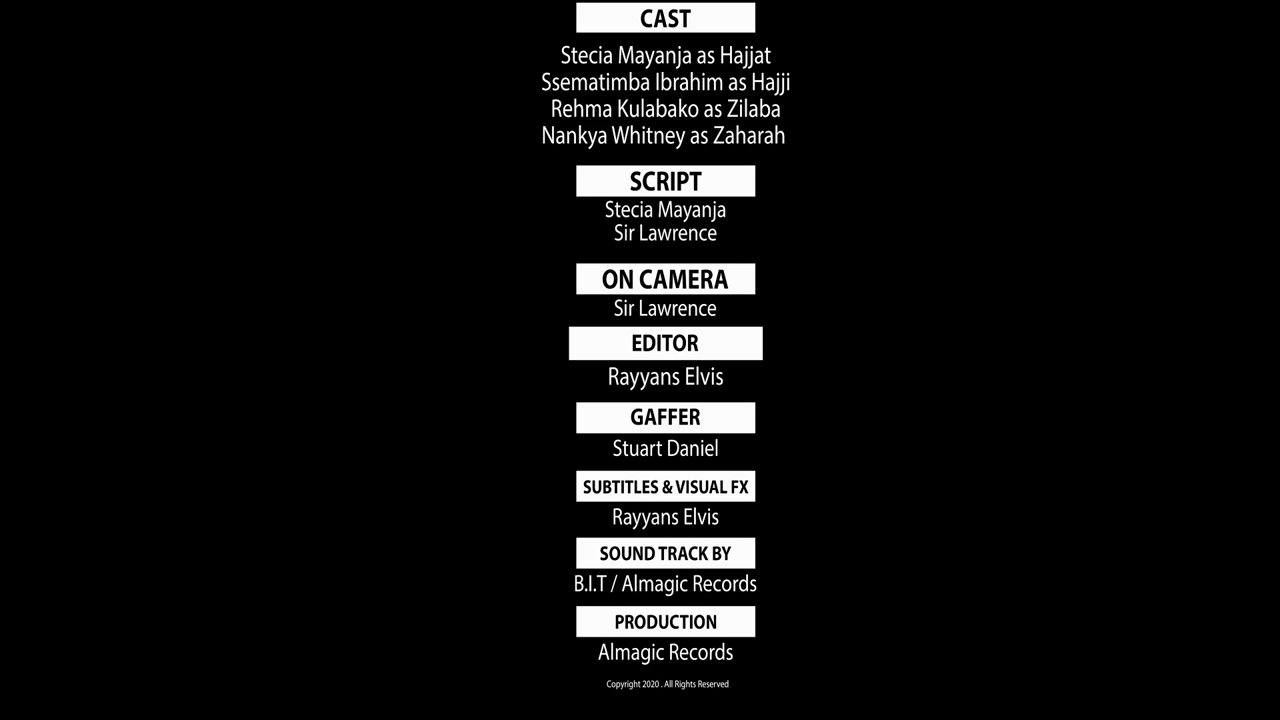 CAST
Stecia Mayanja as Hajjat
Ssematimba Ibrahim as Hajji
Rehma Kulabako as Zilaba
Nankya Whitney as Zaharah
SCRIPT
Stecia Mayanja
Sir Lawrence
ON CAMERA
Sir Lawrence
EDITOR
Rayyans Elvis
GAFFER
Stuart Daniel
SUBTITLES & VISUAL FX
Rayyans Elvis
SOUND TRACK BY
B.I.T / Almagic Records
PRODUCTION
Almagic Records
Copyright 2020 . All Rights Reserved